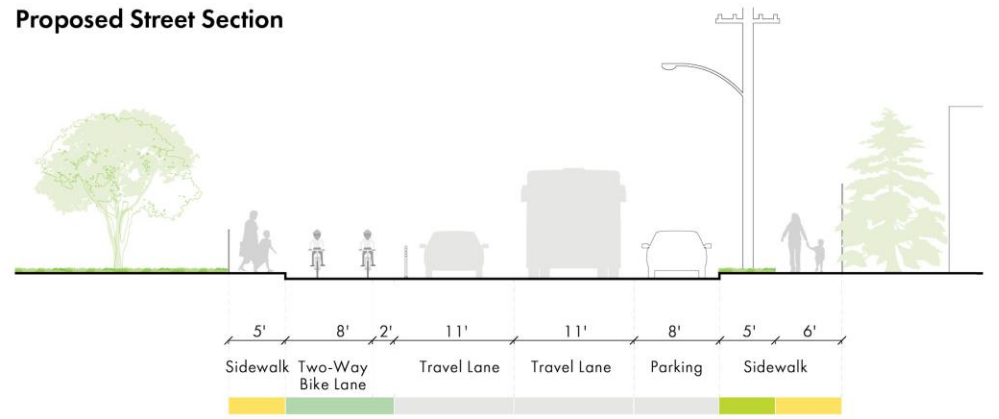 Proposed Street Section
5' 8' 2' 11' 11' 8' 5' 6'
Sidewalk Two-Way Bike Lane Travel Lane Travel Lane Parking Sidewalk